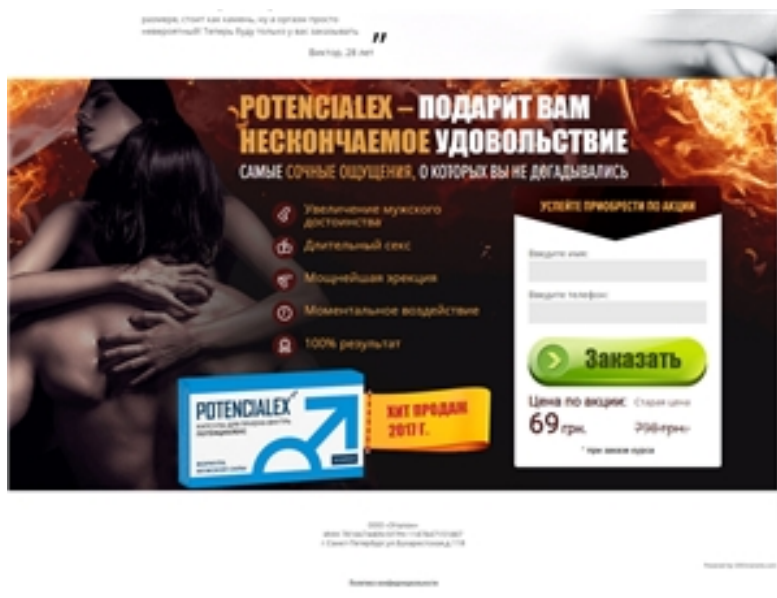 размере, стоит как камень, ну а оргазм просто
невероятный! Теперь буду только у вас заказывать
Виктор, 28 лет
POTENCIALEX – ПОДАРИТ ВАМ
НЕСКОНЧАЕМОЕ УДОВОЛЬСТВИЕ
САМЫЕ СОЧНЫЕ ОЩУЩЕНИЯ, О КОТОРЫХ ВЫ НЕ ДОГАДЫВАЛИСЬ
Увеличение мужского
достоинства
Длительный секс
Мощнейшая эрекция
Моментальное воздействие
100% результат
УСПЕЙТЕ ПРИОБРЕСТИ ПО АКЦИИ
Введите имя:
Введите телефон:
Заказать
Цена по акции: Старая цена
69 грн. 798 грн.
* при заказе курса
POTENCIALEX
ХИТ ПРОДАЖ
2017 Г.
Политика конфиденциальности